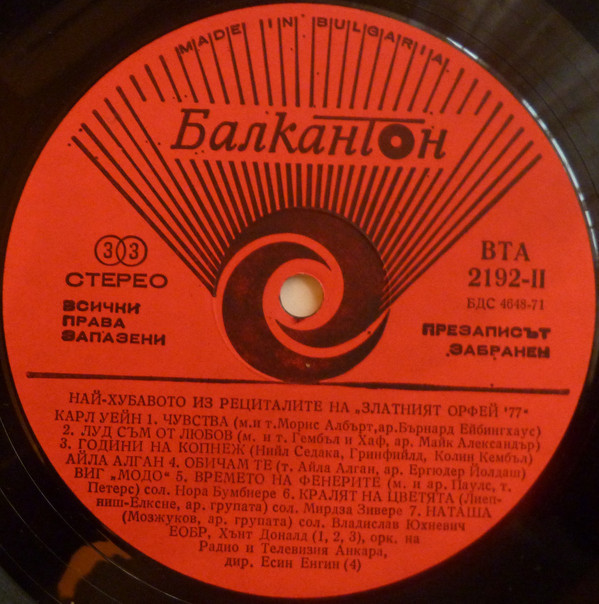 MADE IN BULGARIA
Балкантон
33
СТЕРЕО
ВСИЧКИ
ПРАВА
ЗАПАЗЕНИ
ВТА
2192-II
БДС 4648-71
ПРЕЗАПИСЪТ
ЗАБРАНЕН
НАЙ-ХУБАВОТО ИЗ РЕЦИТАЛИТЕ НА „ЗЛАТНИЯТ ОРФЕЙ '77“
КАРЛ УЕЙН 1. ЧУВСТВА (м.и т.Морис Албърт,ар.Бърнард Ейбингхаус
2. ЛУД СЪМ ОТ ЛЮБОВ (м. и т. Гембъл и Хаф, ар. Майк Александър)
3. ГОДИНИ НА КОПНЕЖ (Нийл Седака, Гринфийлд, Колин Кембъл)
АЙЛА АЛГАН 4. ОБИЧАМ ТЕ (т. Айла Алган, ар. Ергюдер Йолдаш)
ВИГ „МОДО“ 5. ВРЕМЕТО НА ФЕНЕРИТЕ (м. и ар. Паулс, т.
Петерс) сол. Нора Бумбиере 6. КРАЛЯТ НА ЦВЕТЯТА (Лиеп-
ниш-Елксне, ар. групата) сол. Мирдза Зивере 7. НАТАША
(Мозжуков, ар. групата) сол. Владислав Юхневич
ЕОБР, Хънт Доналд (1, 2, 3), орк. на
Радио и Телевизия Анкара,
дир. Есин Енгин (4)